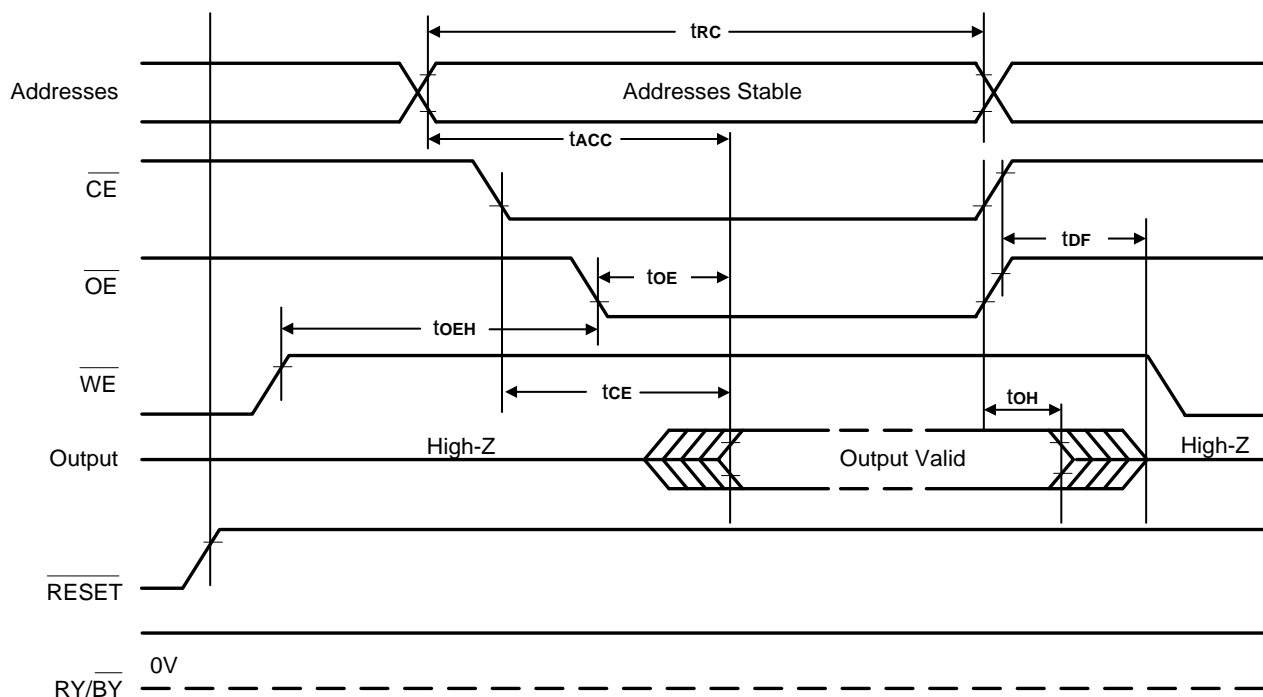 tRC
Addresses
Addresses Stable
tACC
CE
tDF
OE
tOE
tOEH
WE
tCE
tOH
High-Z
Output
Output Valid
High-Z
RESET
0V
RY/BY